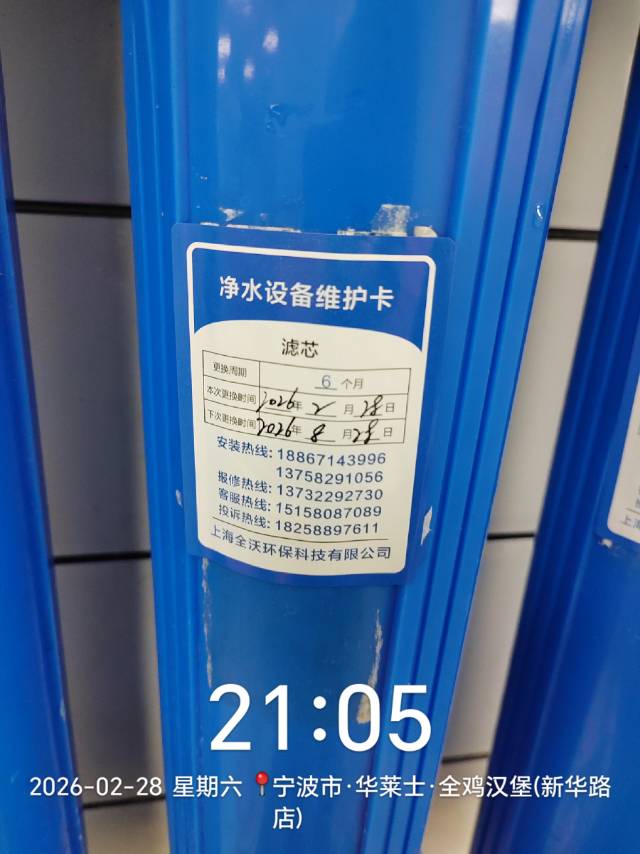 净水设备维护卡
滤芯
更换周期 6 个月
本次更换时间 2026年 2 月 28 日
下次更换时间 2026年 8 月 28 日
安装热线: 18867143996
13758291056
报修热线: 13732292730
客服热线: 15158087089
投诉热线: 18258897611
上海全沃环保科技有限公司
21:05
2026-02-28 星期六 宁波市·华莱士·全鸡汉堡(新华路
店)